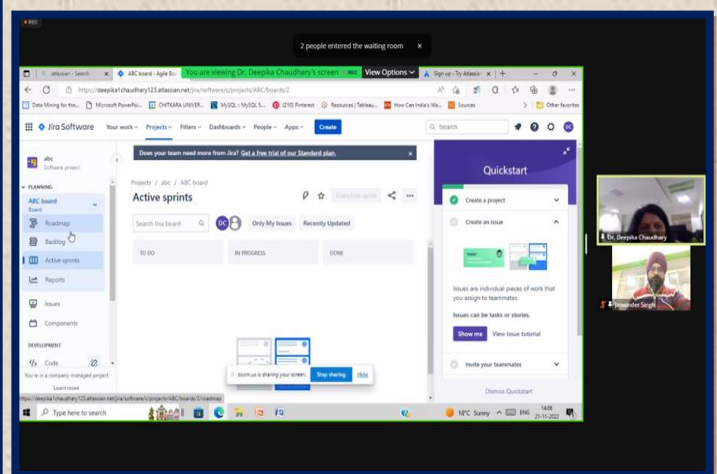 REC
2 people entered the waiting room ×
atlassian - Search ×
ABC board - Agile Bo
You are viewing Dr. Deepika Chaudhary's screen
REC
View Options
Sign up - Try Atlassi ×
https://deepika1chaudhary123.atlassian.net/jira/software/c/projects/ABC/boards/2
Data Mining for the... Microsoft PowerPoi... CHITKARA UNIVER... MySQL :: MySQL 5... (210) Pinterest Resources | Tableau... How Can India's Wa... Sources Other favorites
Jira Software Your work Projects Filters Dashboards People Apps Create Search DC
Does your team need more from Jira? Get a free trial of our Standard plan. ×
abc
Software project
PLANNING
ABC board
Board
Roadmap
Backlog
Active sprints
Reports
Issues
Components
DEVELOPMENT
Code
You're in a company-managed project
Learn more
Projects / abc / ABC board
Active sprints
Complete sprint
Search this board DC Only My Issues Recently Updated
TO DO IN PROGRESS DONE
zoom.us is sharing your screen. Stop sharing Hide
Quickstart
Create a project
Create an issue
Issues are individual pieces of work that
you assign to teammates.
Issues can be tasks or stories.
Show me View issue tutorial
Invite your teammates
Dismiss Quickstart
Dr. Deepika Chaudhary
Singh
https://deepika1chaudhary123.atlassian.net/jira/software/c/projects/ABC/boards/2/roadmap
Type here to search
18°C Sunny ENG 14:06
21-11-2022